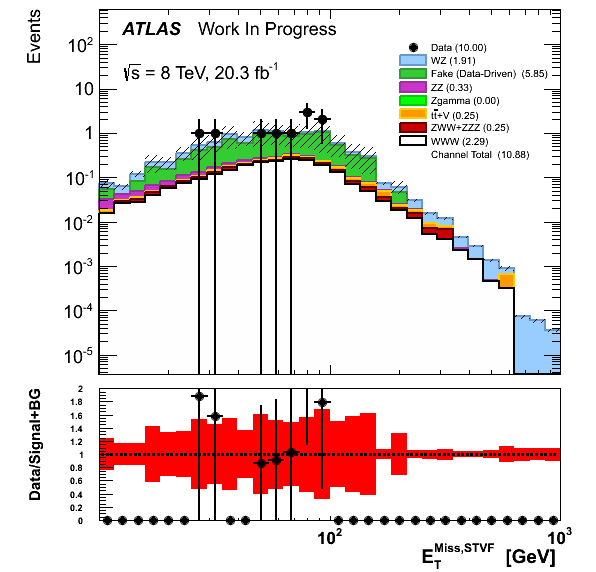 Events
ATLAS Work In Progress
√s = 8 TeV, 20.3 fb⁻¹
Data (10.00)
WZ (1.91)
Fake (Data-Driven) (5.85)
ZZ (0.33)
Zgamma (0.00)
tt̄+V (0.25)
ZWW+ZZZ (0.25)
WWW (2.29)
Channel Total (10.88)
10²
10
1
10⁻¹
10⁻²
10⁻³
10⁻⁴
10⁻⁵
Data/Signal+BG
2
1.8
1.6
1.4
1.2
1
0.8
0.6
0.4
0.2
0
10²
10³
E_T^Miss,STVF [GeV]